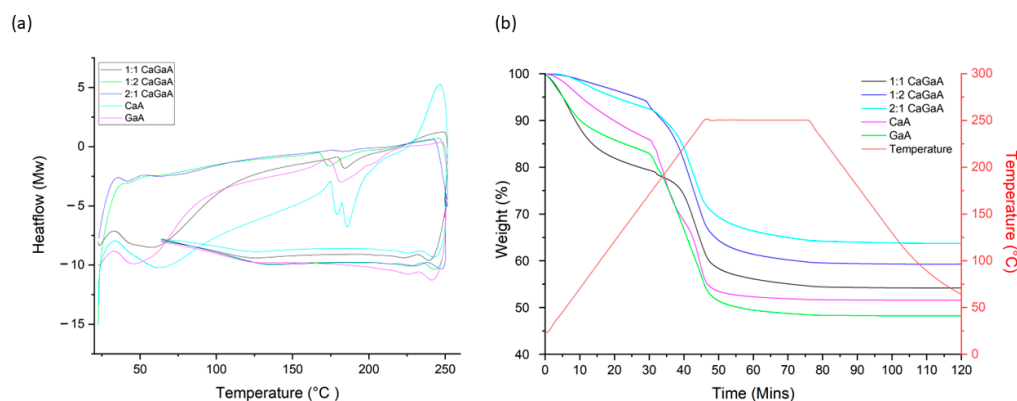 (a)
(b)
1:1 CaGaA
1:2 CaGaA
2:1 CaGaA
CaA
GaA
5
0
−5
−10
−15
Heatflow (Mw)
50
100
150
200
250
Temperature (°C )
1:1 CaGaA
1:2 CaGaA
2:1 CaGaA
CaA
GaA
Temperature
100
90
80
70
60
50
40
Weight (%)
0
10
20
30
40
50
60
70
80
90
100
110
120
Time (Mins)
300
250
200
150
100
50
0
Temperature (°C)